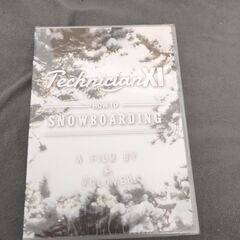 Technician XI
HOW TO
SNOWBOARDING
A FILM BY